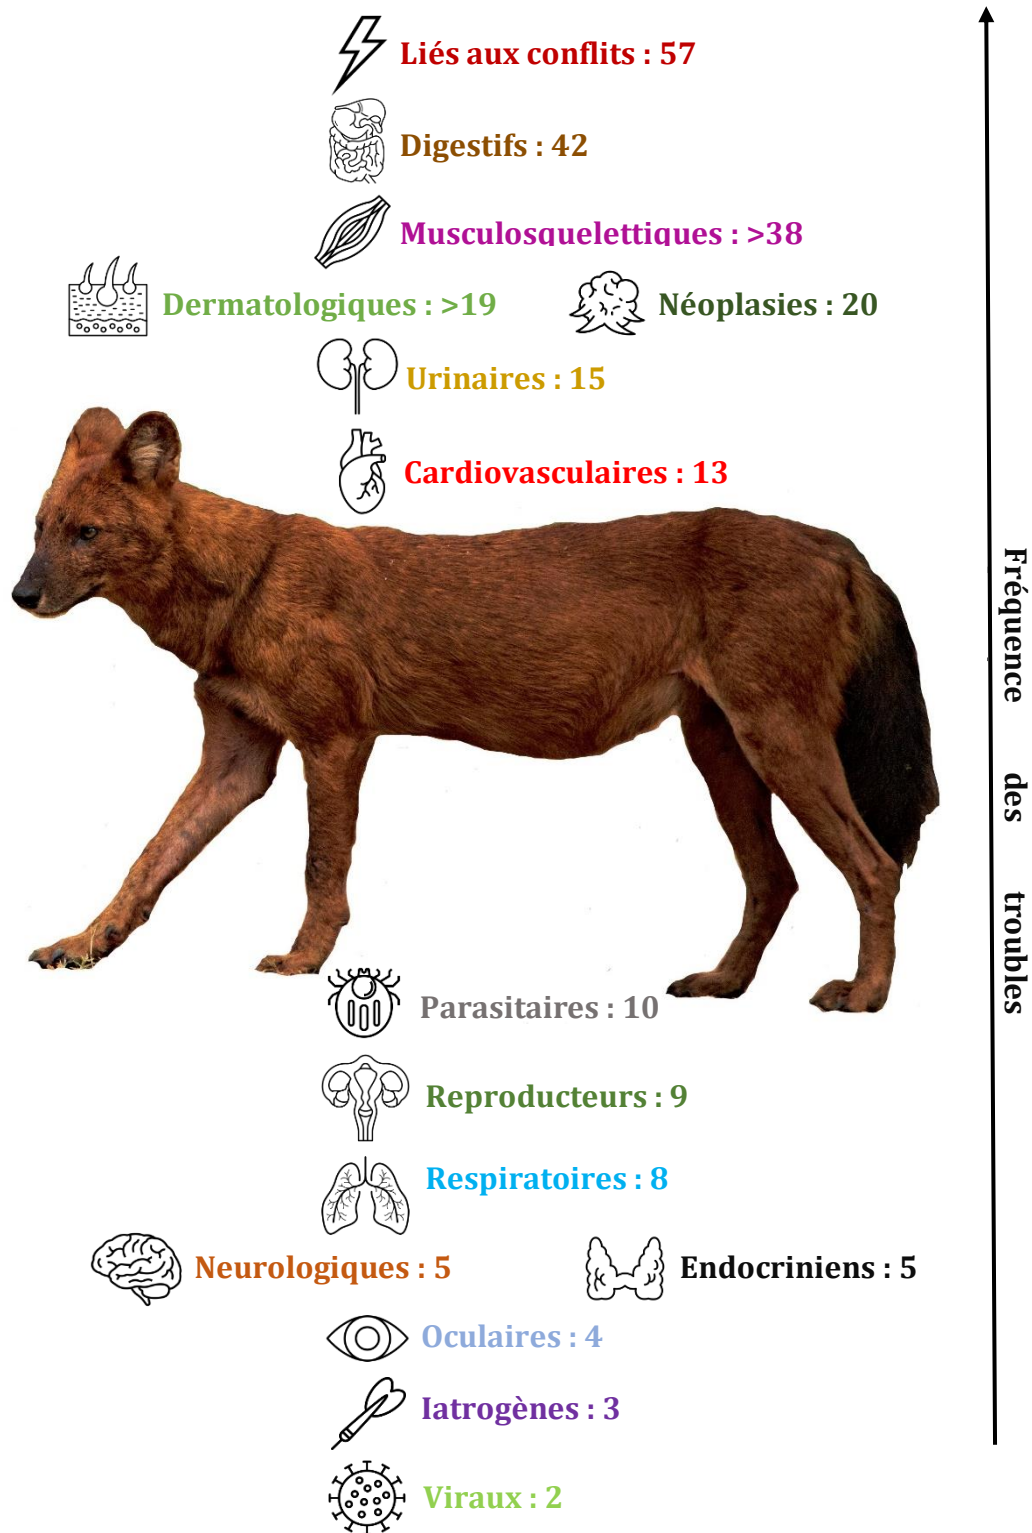 Liés aux conflits : 57
Digestifs : 42
Musculosquelettiques : >38
Dermatologiques : >19
Néoplasies : 20
Urinaires : 15
Cardiovasculaires : 13
Fréquence des troubles
Parasitaires : 10
Reproducteurs : 9
Respiratoires : 8
Neurologiques : 5
Endocriniens : 5
Oculaires : 4
Iatrogènes : 3
Viraux : 2